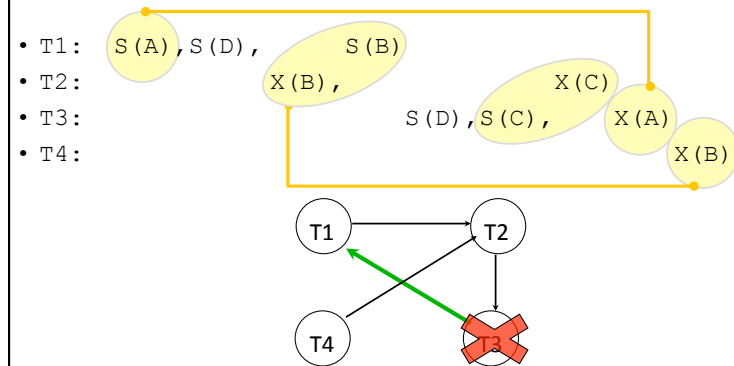 • T1: S(A),S(D), S(B)
• T2: X(B), X(C)
• T3: S(D),S(C), X(A)
• T4: X(B)
T1 T2
T4 T3